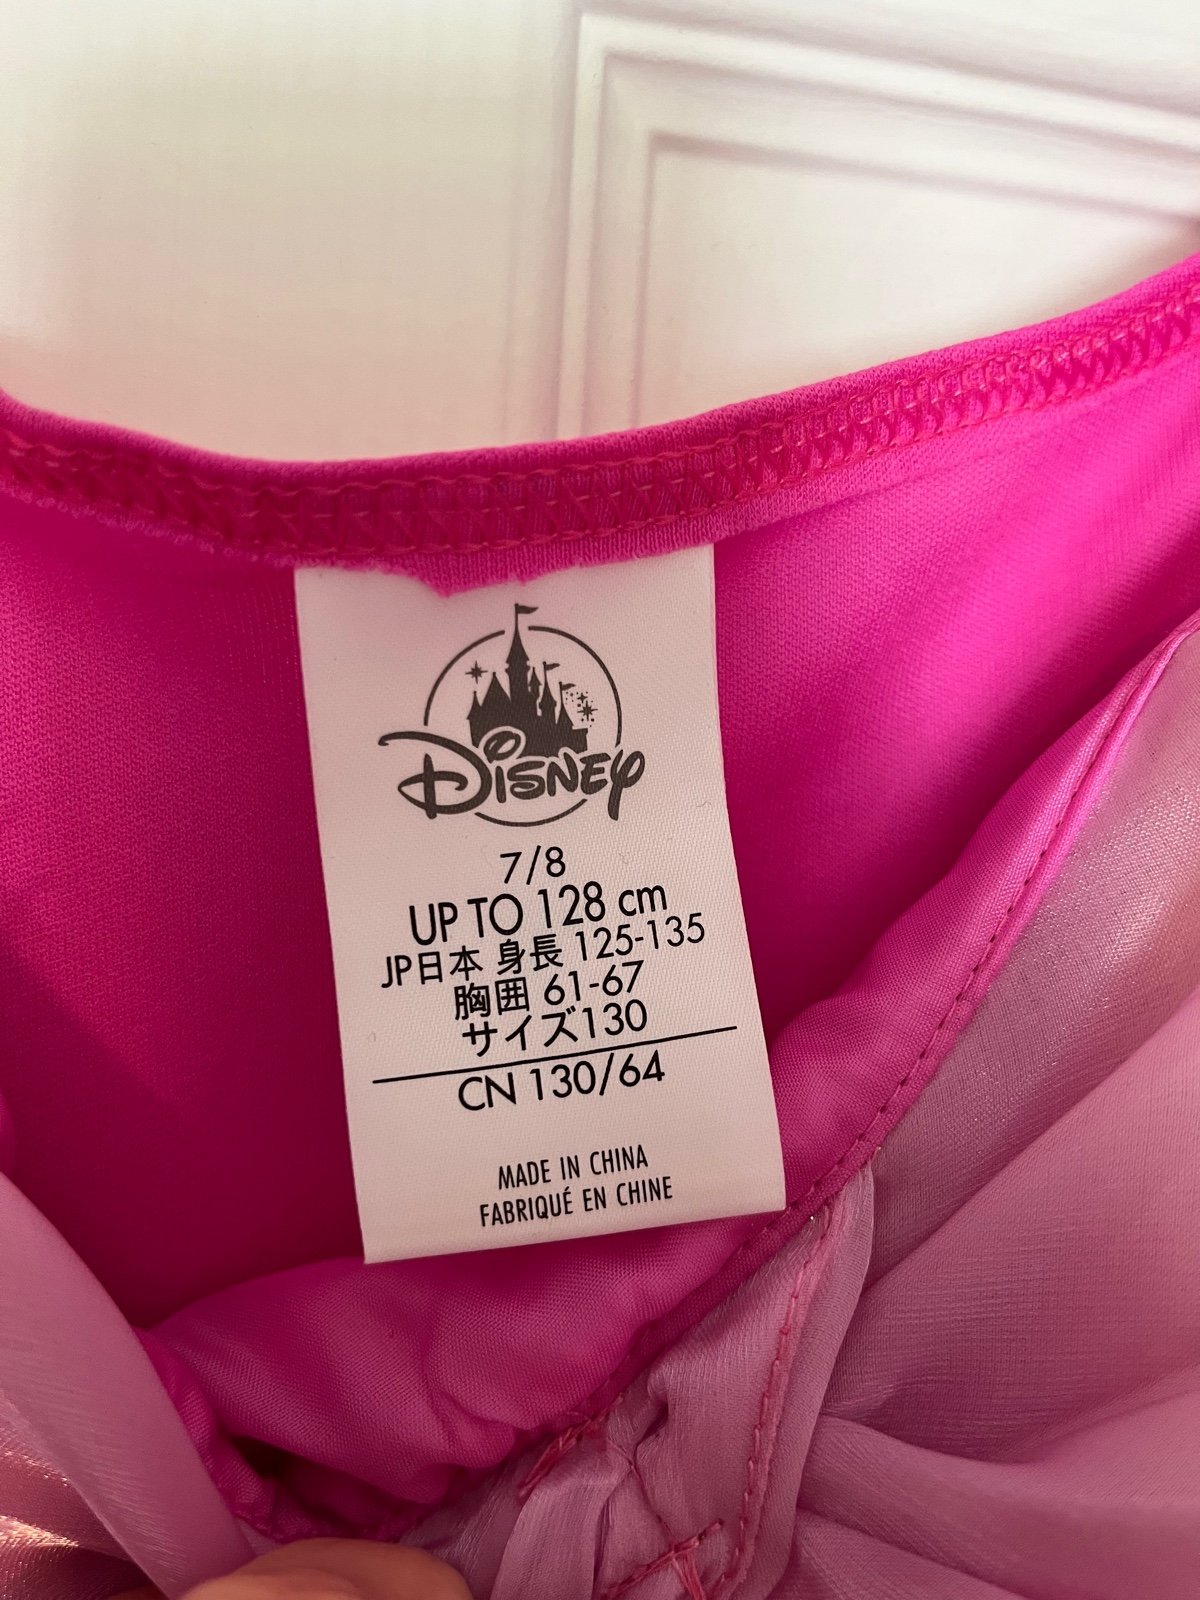 Disney
7/8
UP TO 128 cm
JP日本 身長 125-135
胸囲 61-67
サイズ130
CN 130/64
MADE IN CHINA
FABRIQUÉ EN CHINE